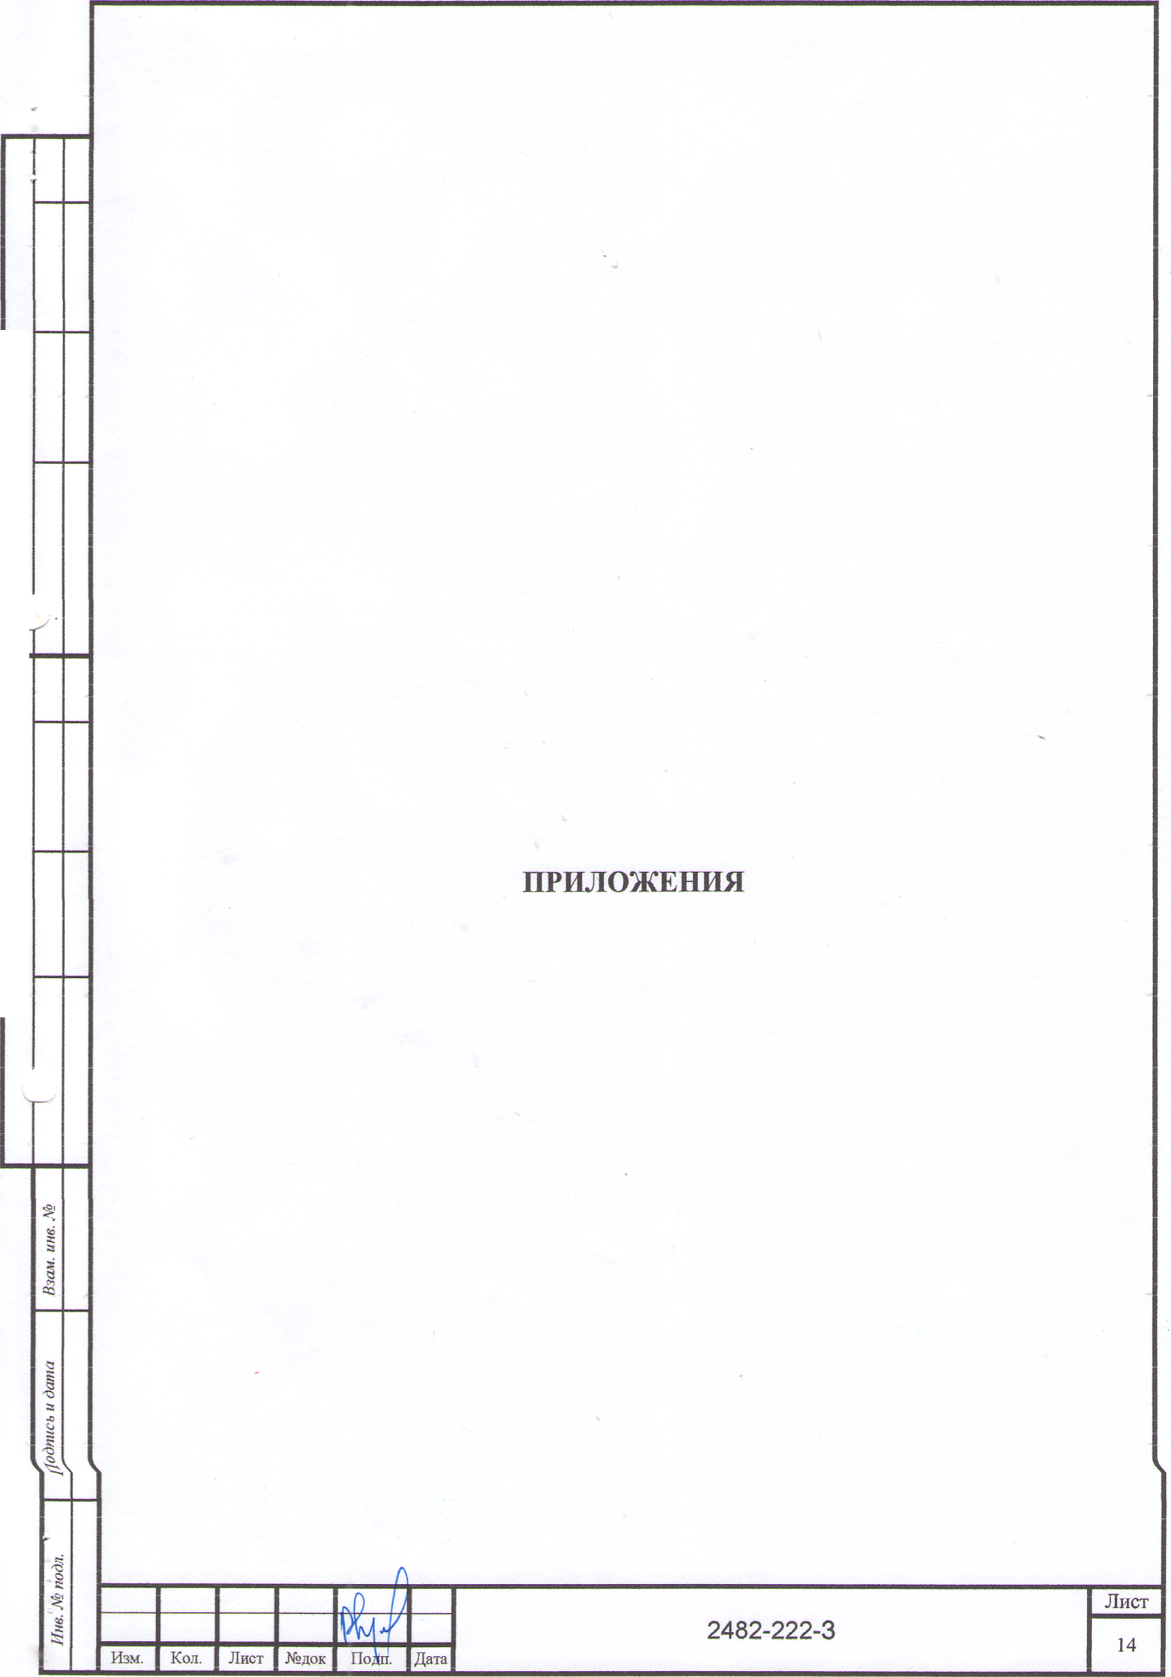 ПРИЛОЖЕНИЯ
Взам. инв. №
Подпись и дата
Инв. № подл.
Изм. Кол. Лист №док Подп. Дата
2482-222-3
Лист
14